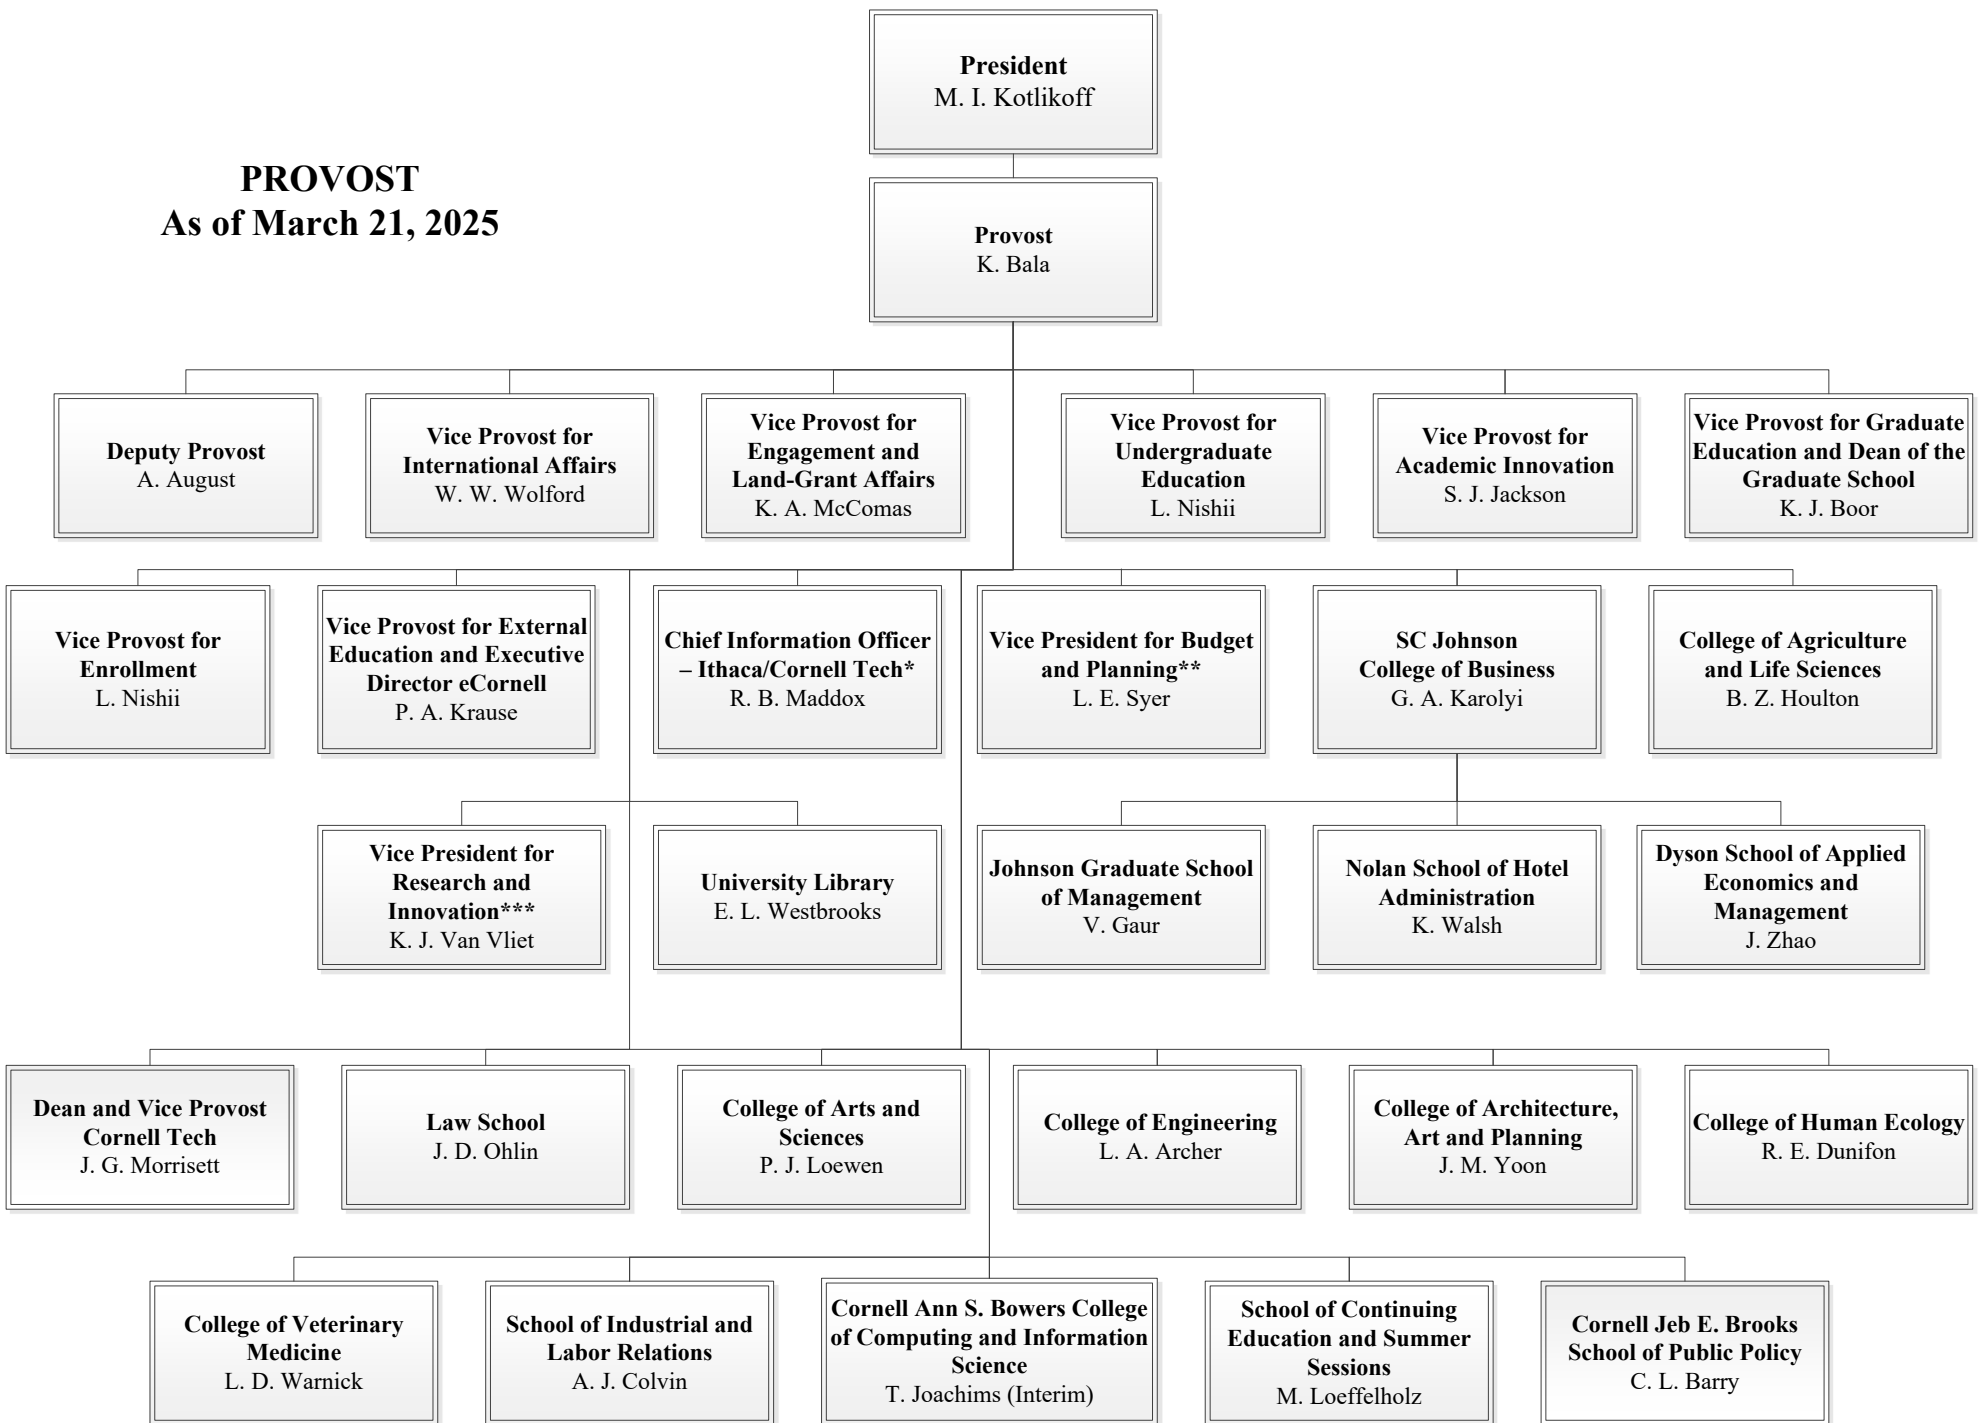 President
M. I. Kotlikoff
PROVOST
As of March 21, 2025
Provost
K. Bala
Deputy Provost
A. August
Vice Provost for
International Affairs
W. W. Wolford
Vice Provost for
Engagement and
Land-Grant Affairs
K. A. McComas
Vice Provost for
Undergraduate
Education
L. Nishii
Vice Provost for
Academic Innovation
S. J. Jackson
Vice Provost for Graduate
Education and Dean of the
Graduate School
K. J. Boor
Vice Provost for
Enrollment
L. Nishii
Vice Provost for External
Education and Executive
Director eCornell
P. A. Krause
Chief Information Officer
– Ithaca/Cornell Tech*
R. B. Maddox
Vice President for Budget
and Planning**
L. E. Syer
SC Johnson
College of Business
G. A. Karolyi
College of Agriculture
and Life Sciences
B. Z. Houlton
Vice President for
Research and
Innovation***
K. J. Van Vliet
University Library
E. L. Westbrooks
Johnson Graduate School
of Management
V. Gaur
Nolan School of Hotel
Administration
K. Walsh
Dyson School of Applied
Economics and
Management
J. Zhao
Dean and Vice Provost
Cornell Tech
J. G. Morrisett
Law School
J. D. Ohlin
College of Arts and
Sciences
P. J. Loewen
College of Engineering
L. A. Archer
College of Architecture,
Art and Planning
J. M. Yoon
College of Human Ecology
R. E. Dunifon
College of Veterinary
Medicine
L. D. Warnick
School of Industrial and
Labor Relations
A. J. Colvin
Cornell Ann S. Bowers College
of Computing and Information
Science
T. Joachims (Interim)
School of Continuing
Education and Summer
Sessions
M. Loeffelholz
Cornell Jeb E. Brooks
School of Public Policy
C. L. Barry